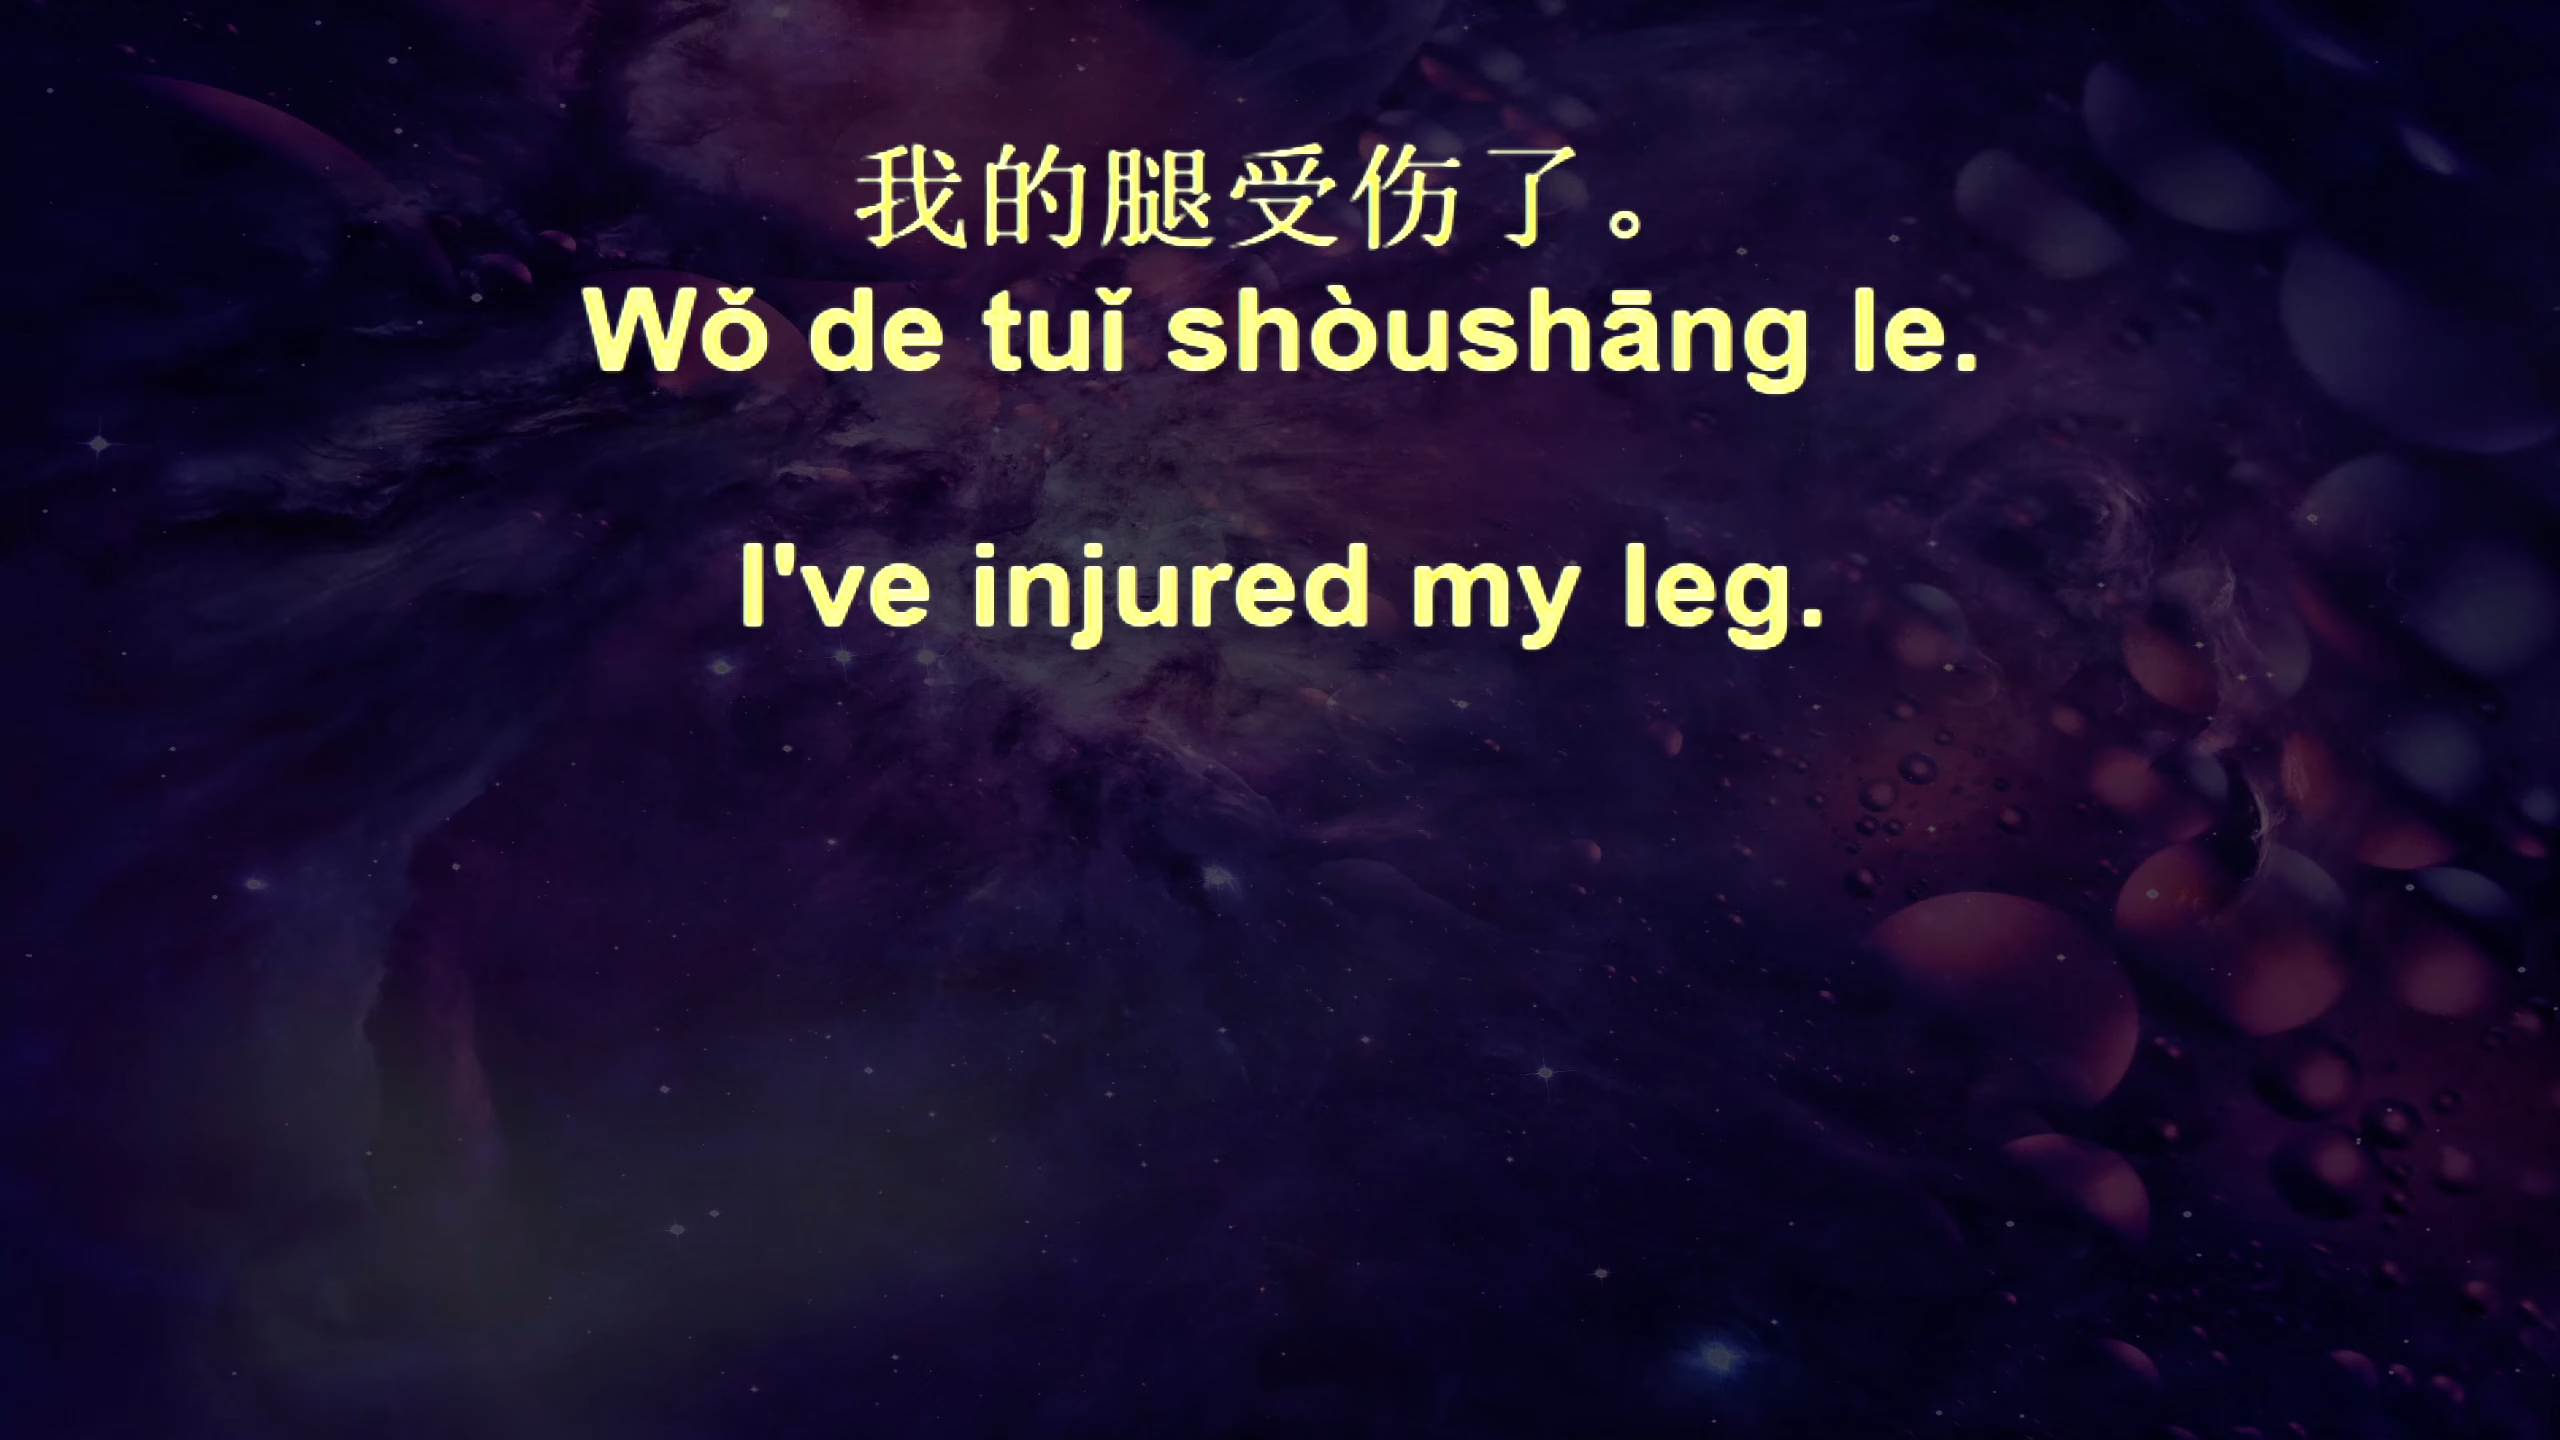 我的腿受伤了。
Wǒ de tuǐ shòushāng le.
I've injured my leg.